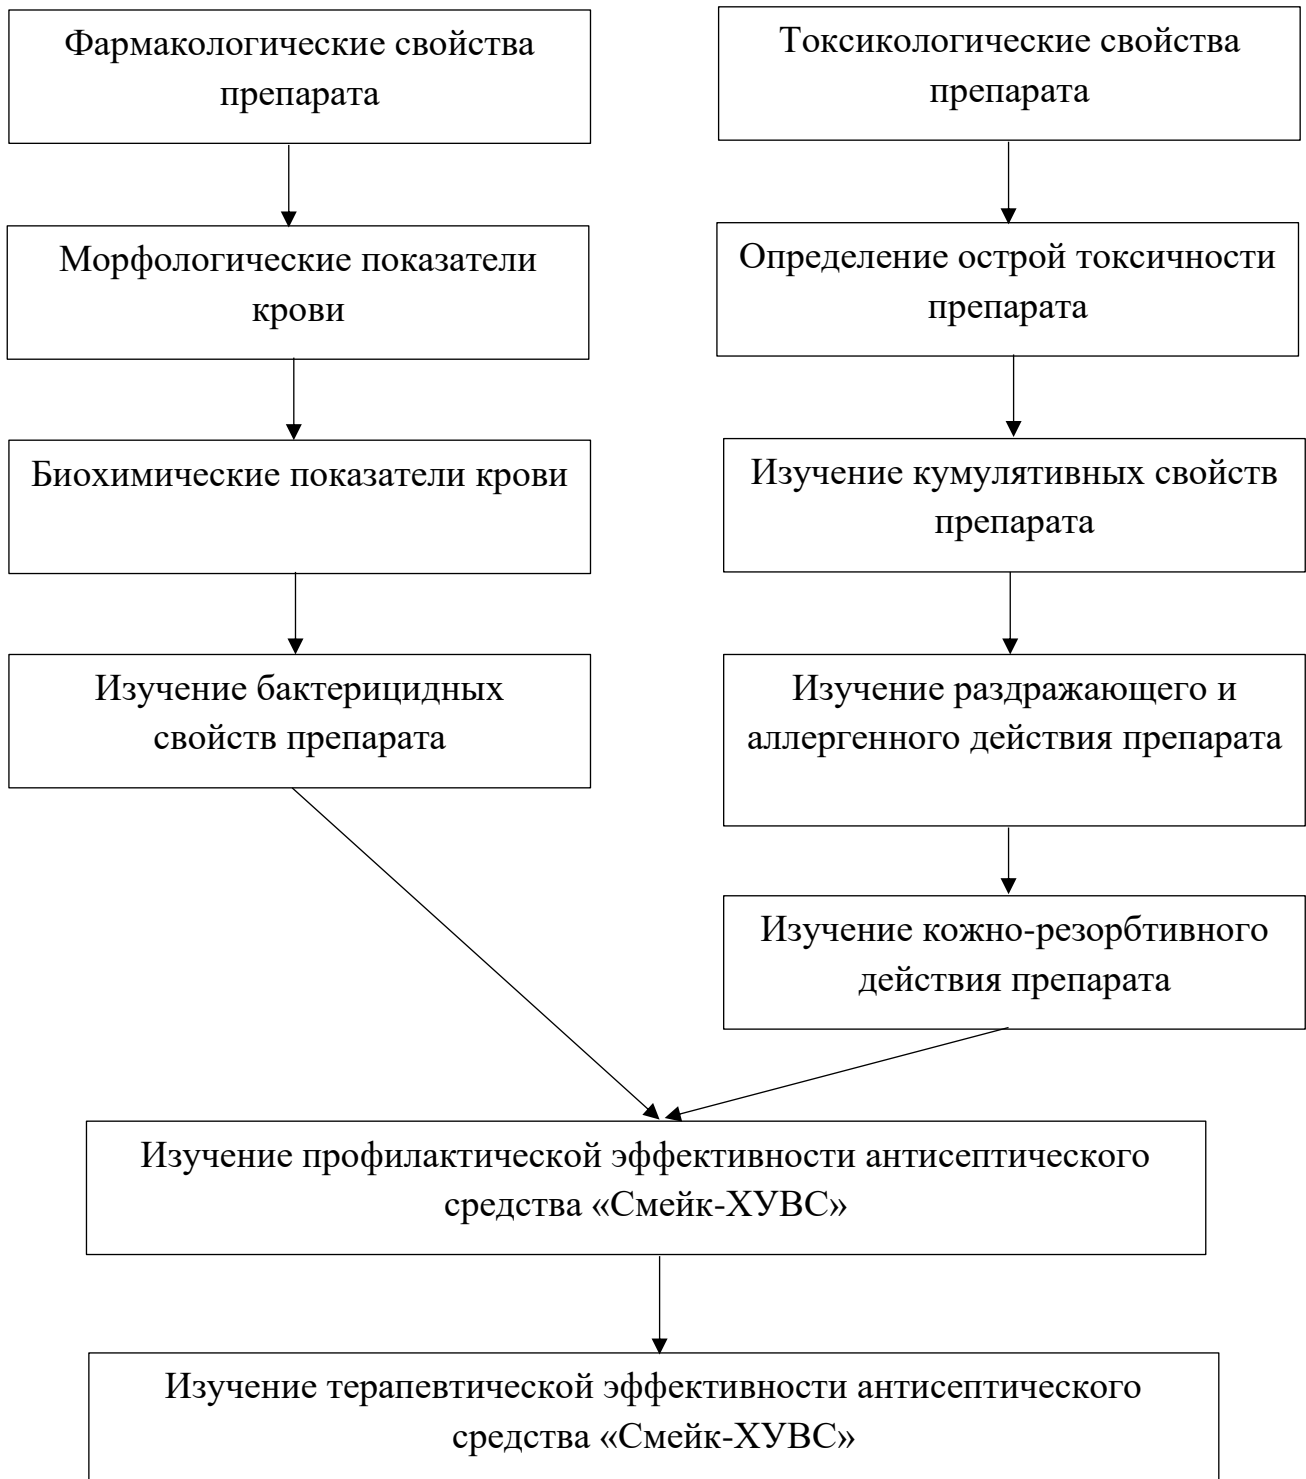 Фармакологические свойства
препарата
Токсикологические свойства
препарата
Морфологические показатели
крови
Определение острой токсичности
препарата
Биохимические показатели крови
Изучение кумулятивных свойств
препарата
Изучение бактерицидных
свойств препарата
Изучение раздражающего и
аллергенного действия препарата
Изучение кожно-резорбтивного
действия препарата
Изучение профилактической эффективности антисептического
средства «Смейк-ХУВС»
Изучение терапевтической эффективности антисептического
средства «Смейк-ХУВС»